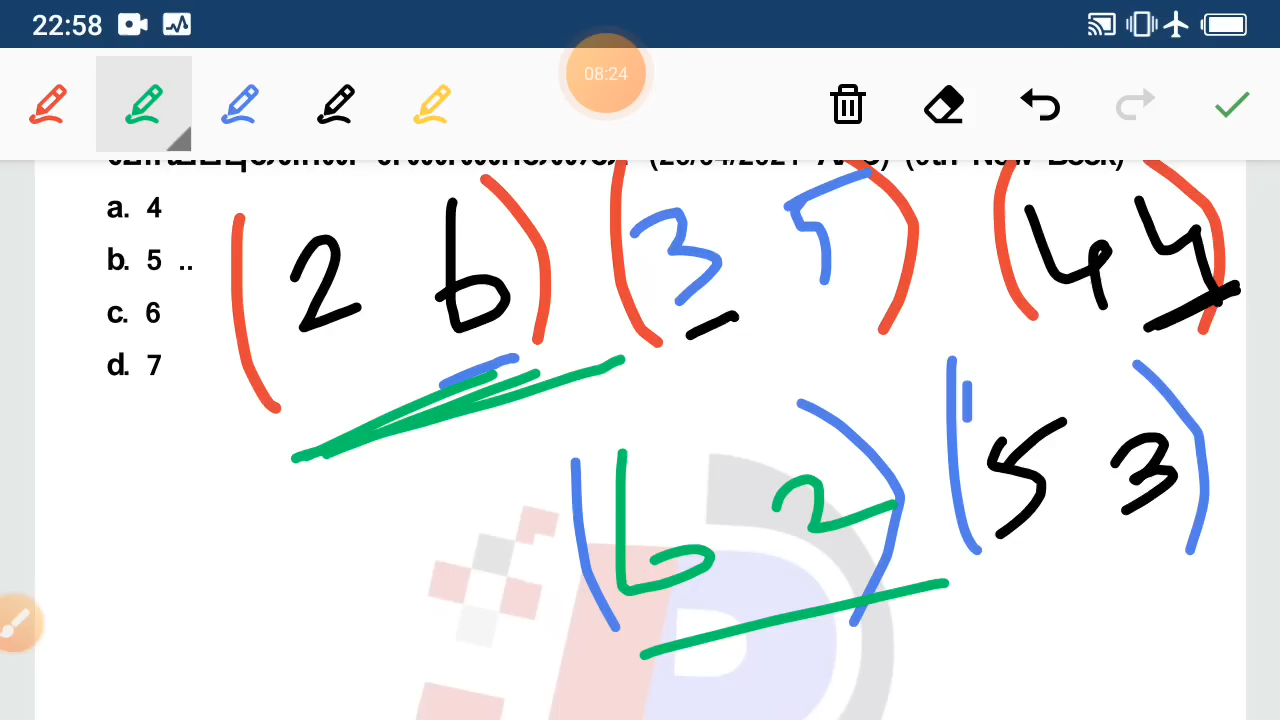 22:58
08:24
a. 4 (2 6) (3 5) (4 4)
b. 5 ..
c. 6
d. 7
(6 2) (5 3)